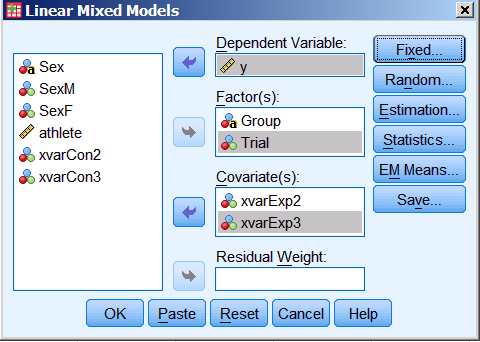 Linear Mixed Models
Sex
SexM
SexF
athlete
xvarCon2
xvarCon3
Dependent Variable:
y
Factor(s):
Group
Trial
Covariate(s):
xvarExp2
xvarExp3
Residual Weight:
Fixed...
Random...
Estimation...
Statistics...
EM Means...
Save...
OK Paste Reset Cancel Help